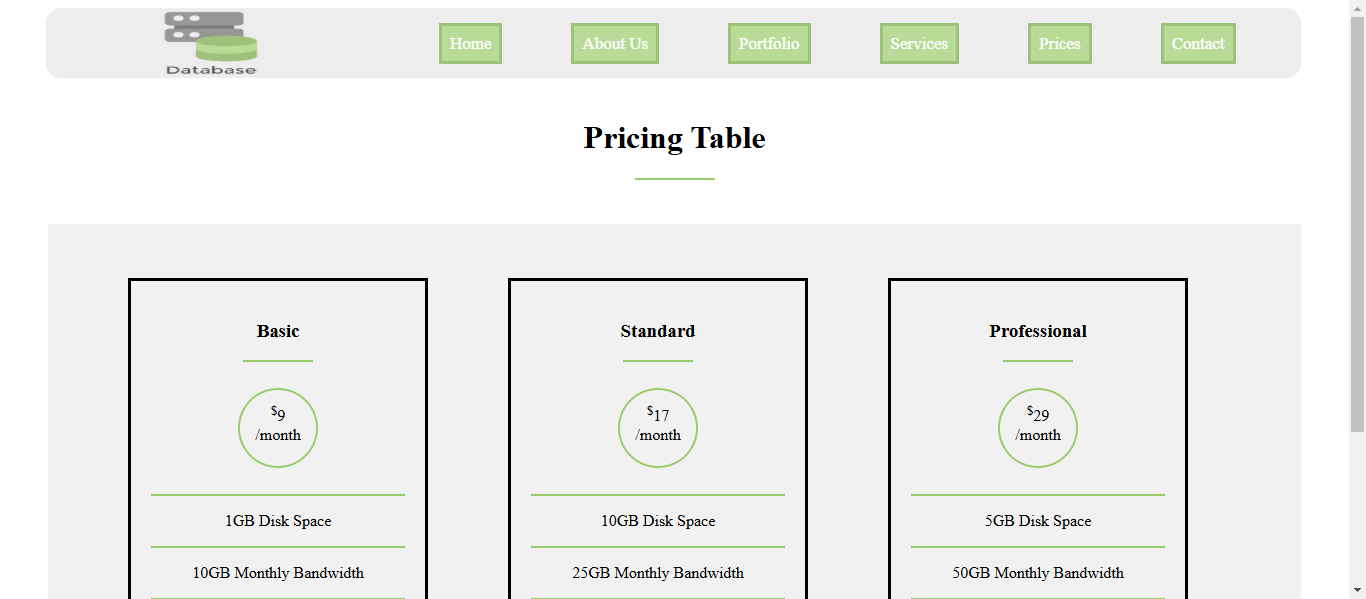 Database
Home About Us Portfolio Services Prices Contact
Pricing Table
Basic
$9
/month
1GB Disk Space
10GB Monthly Bandwidth
Standard
$17
/month
10GB Disk Space
25GB Monthly Bandwidth
Professional
$29
/month
5GB Disk Space
50GB Monthly Bandwidth